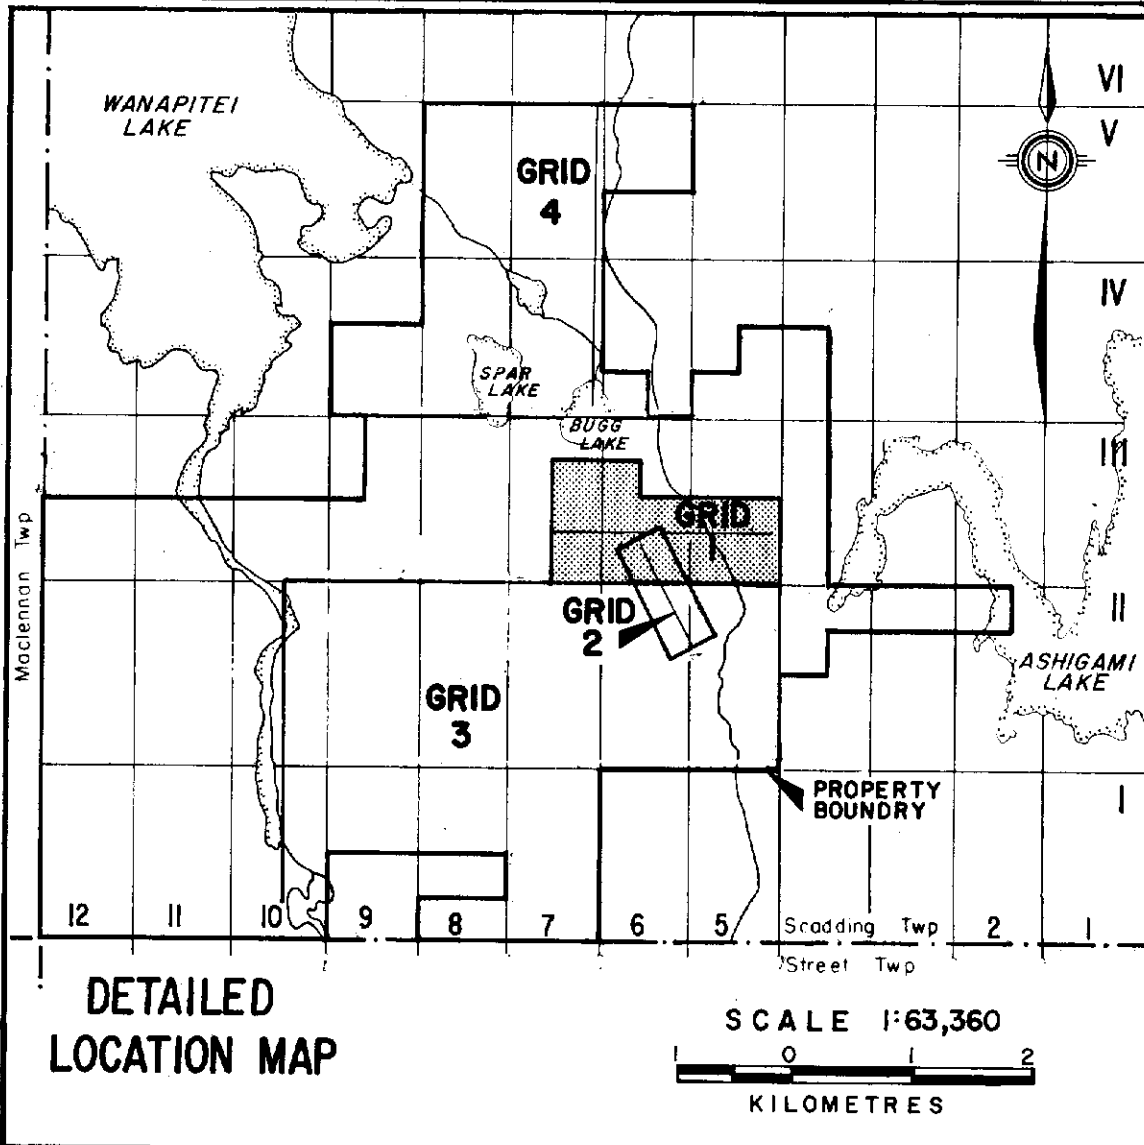 WANAPITEI
LAKE
VI
V
N
GRID
4
IV
SPAR
LAKE
BUGG
LAKE
III
GRID
1
Maclennan Twp
GRID
2
II
ASHIGAMI
LAKE
GRID
3
PROPERTY
BOUNDRY
I
12 11 10 9 8 7 6 5 Scadding Twp 2 1
Street Twp
DETAILED
LOCATION MAP
SCALE 1:63,360
1 0 1 2
KILOMETRES